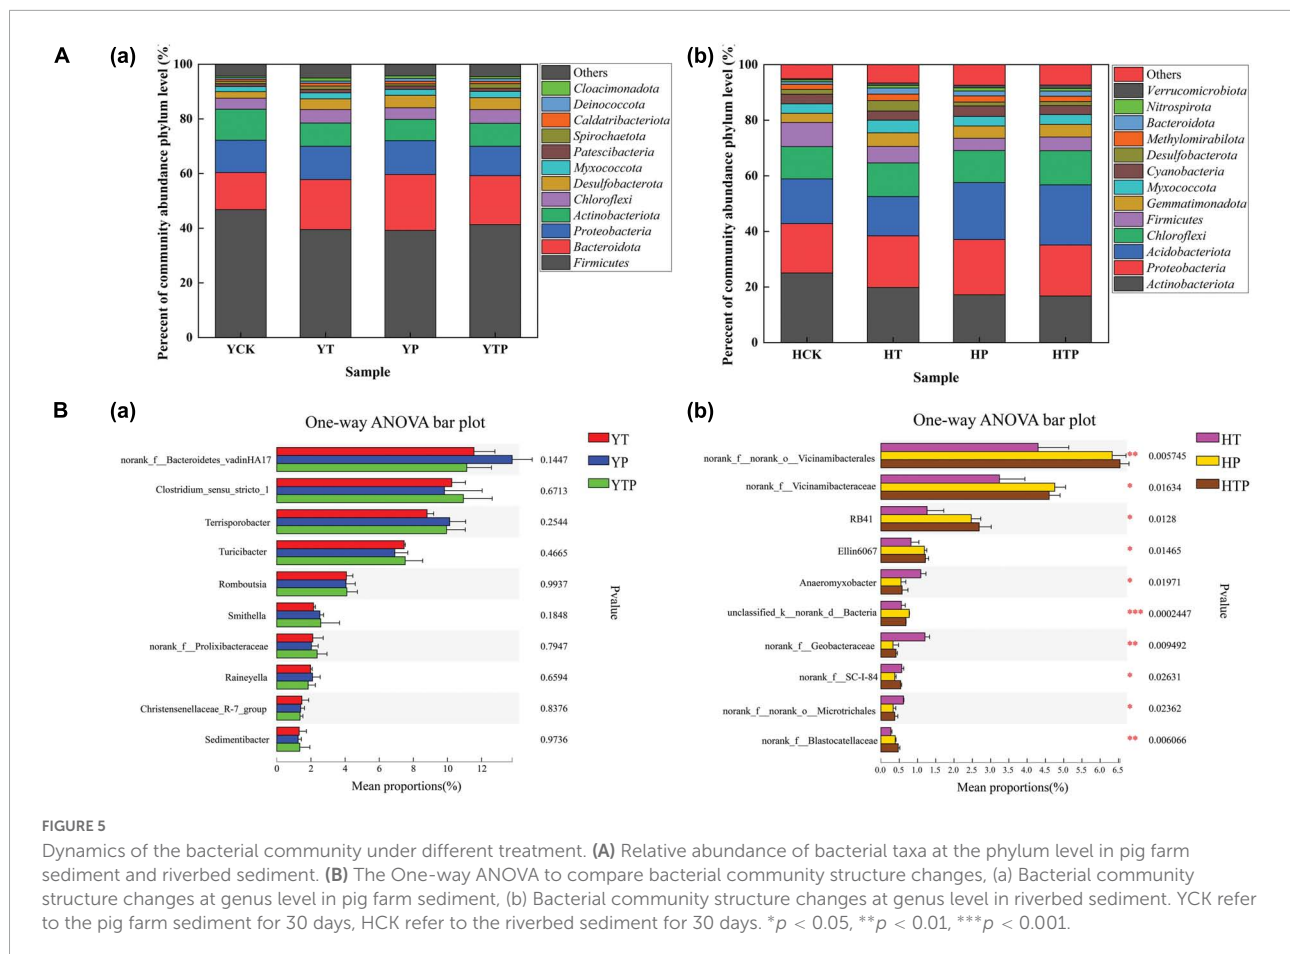 A
(a)
Perecent of community abundance phylum level (%)
100
80
60
40
20
0
YCK
YT
YP
YTP
Sample
Others
Cloacimonadota
Deinococcota
Caldatribacteriota
Spirochaetota
Patescibacteria
Myxococcota
Desulfobacterota
Chloroflexi
Actinobacteriota
Proteobacteria
Bacteroidota
Firmicutes
(b)
Perecent of community abundance phylum level (%)
100
80
60
40
20
0
HCK
HT
HP
HTP
Sample
Others
Verrucomicrobiota
Nitrospirota
Bacteroidota
Methylomirabilota
Desulfobacterota
Cyanobacteria
Myxococcota
Gemmatimonadota
Firmicutes
Chloroflexi
Acidobacteriota
Proteobacteria
Actinobacteriota
B
(a)
One-way ANOVA bar plot
YT
YP
YTP
norank_f__Bacteroidetes_vadinHA17 0.1447
Clostridium_sensu_stricto_1 0.6713
Terrisporobacter 0.2544
Turicibacter 0.4665
Romboutsia 0.9937
Smithella 0.1848
norank_f__Prolixibacteraceae 0.7947
Raineyella 0.6594
Christensenellaceae_R-7_group 0.8376
Sedimentibacter 0.9736
Pvalue
0 2 4 6 8 10 12
Mean proportions(%)
(b)
One-way ANOVA bar plot
HT
HP
HTP
norank_f__norank_o__Vicinamibacterales ** 0.005745
norank_f__Vicinamibacteraceae * 0.01634
RB41 * 0.0128
Ellin6067 * 0.01465
Anaeromyxobacter * 0.01971
unclassified_k__norank_d__Bacteria *** 0.0002447
norank_f__Geobacteraceae ** 0.009492
norank_f__SC-I-84 * 0.02631
norank_f__norank_o__Microtrichales * 0.02362
norank_f__Blastocatellaceae ** 0.006066
Pvalue
0.0 0.5 1.0 1.5 2.0 2.5 3.0 3.5 4.0 4.5 5.0 5.5 6.0 6.5
Mean proportions(%)
FIGURE 5
Dynamics of the bacterial community under different treatment. (A) Relative abundance of bacterial taxa at the phylum level in pig farm
sediment and riverbed sediment. (B) The One-way ANOVA to compare bacterial community structure changes, (a) Bacterial community
structure changes at genus level in pig farm sediment, (b) Bacterial community structure changes at genus level in riverbed sediment. YCK refer
to the pig farm sediment for 30 days, HCK refer to the riverbed sediment for 30 days. *p < 0.05, **p < 0.01, ***p < 0.001.